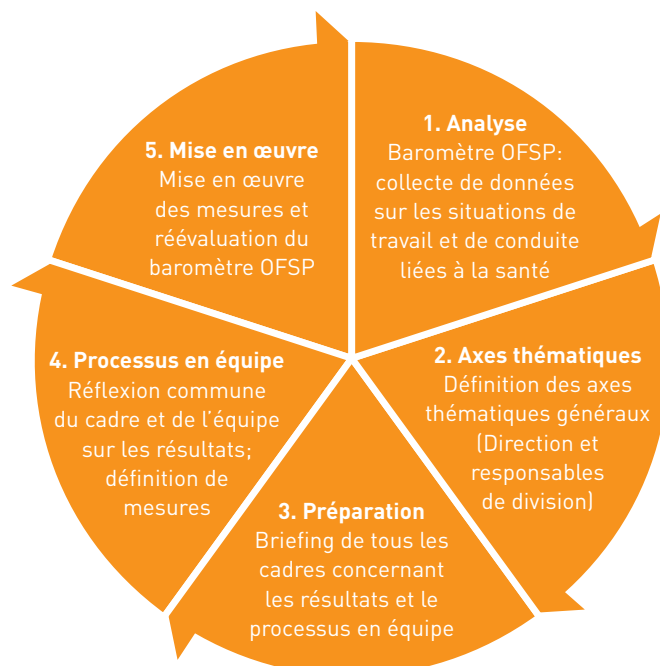 1. Analyse
Baromètre OFSP:
collecte de données
sur les situations de
travail et de conduite
liées à la santé
2. Axes thématiques
Définition des axes
thématiques généraux
(Direction et
responsables
de division)
3. Préparation
Briefing de tous les
cadres concernant
les résultats et le
processus en équipe
4. Processus en équipe
Réflexion commune
du cadre et de l’équipe
sur les résultats;
définition de
mesures
5. Mise en œuvre
Mise en œuvre
des mesures et
réévaluation du
baromètre OFSP